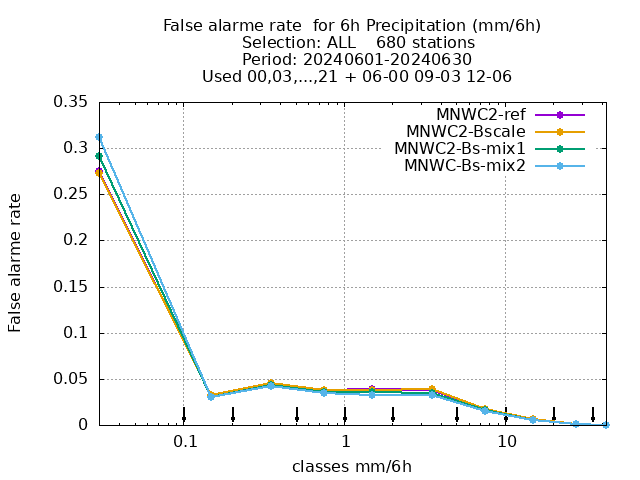 False alarme rate  for 6h Precipitation (mm/6h)
Selection: ALL    680 stations
Period: 20240601-20240630
Used 00,03,...,21 + 06-00 09-03 12-06
MNWC2-ref
MNWC2-Bscale
MNWC2-Bs-mix1
MNWC-Bs-mix2
False alarme rate
0.35
0.3
0.25
0.2
0.15
0.1
0.05
0
0.1
1
10
classes mm/6h